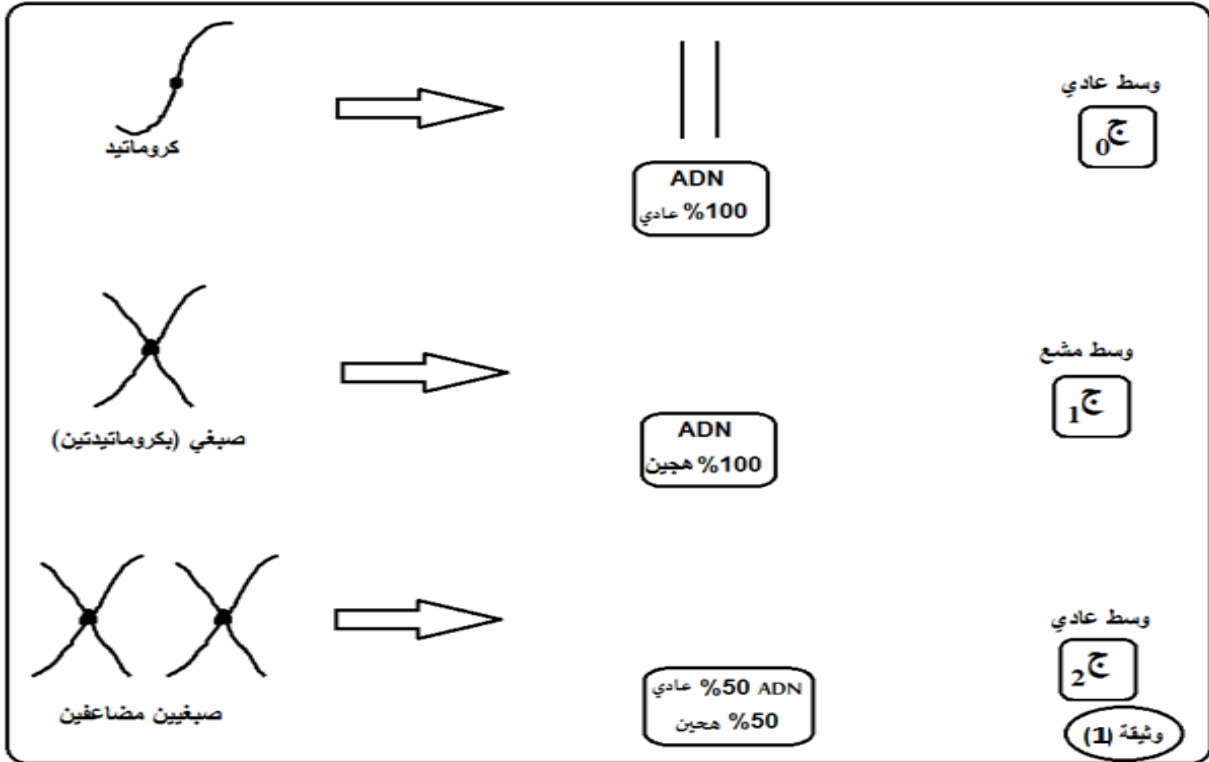 وسط عادي
ج0
ADN
100% عادي
كروماتيد
وسط مشع
ج1
ADN
100% هجين
صبغي (بكروماتيدتين)
وسط عادي
ج2
ADN 50% عادي
50% هجين
صبغيين مضاعفين
وثيقة (1)